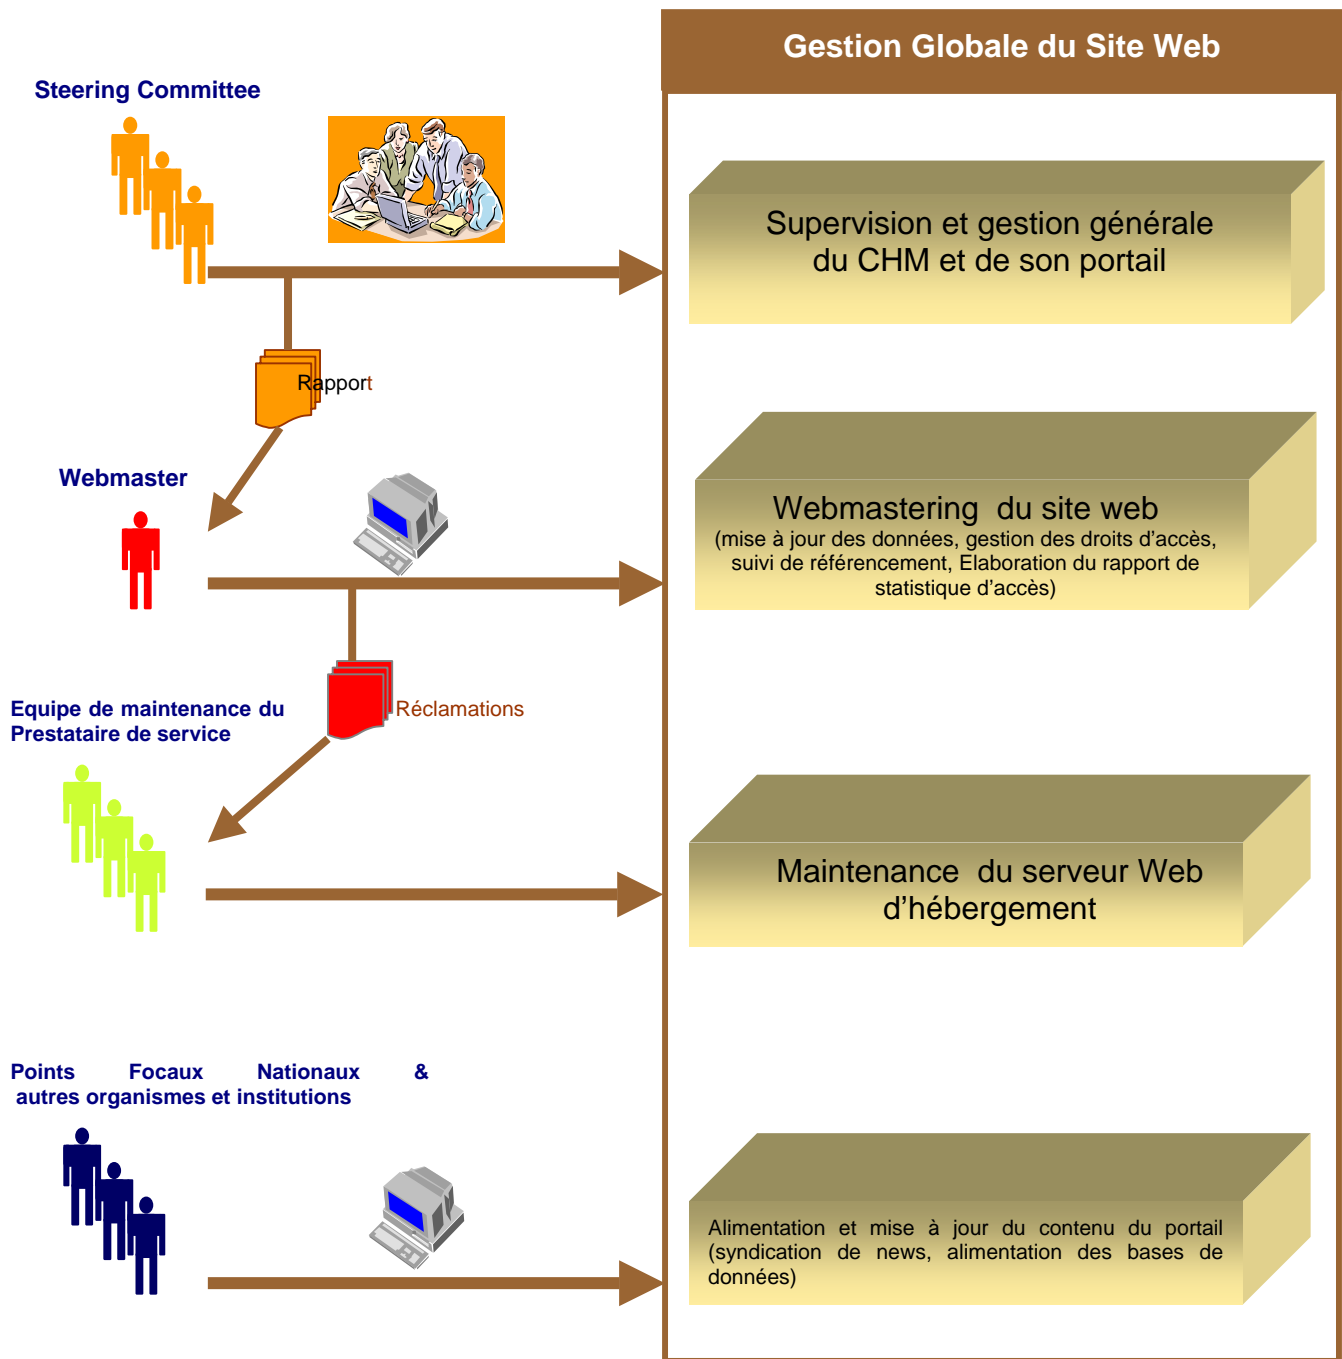 Gestion Globale du Site Web
Steering Committee
Supervision et gestion générale
du CHM et de son portail
Rapport
Webmaster
Webmastering du site web
(mise à jour des données, gestion des droits d’accès,
suivi de référencement, Elaboration du rapport de
statistique d’accès)
Equipe de maintenance du
Prestataire de service
Réclamations
Maintenance du serveur Web
d’hébergement
Points Focaux Nationaux &
autres organismes et institutions
Alimentation et mise à jour du contenu du portail
(syndication de news, alimentation des bases de
données)